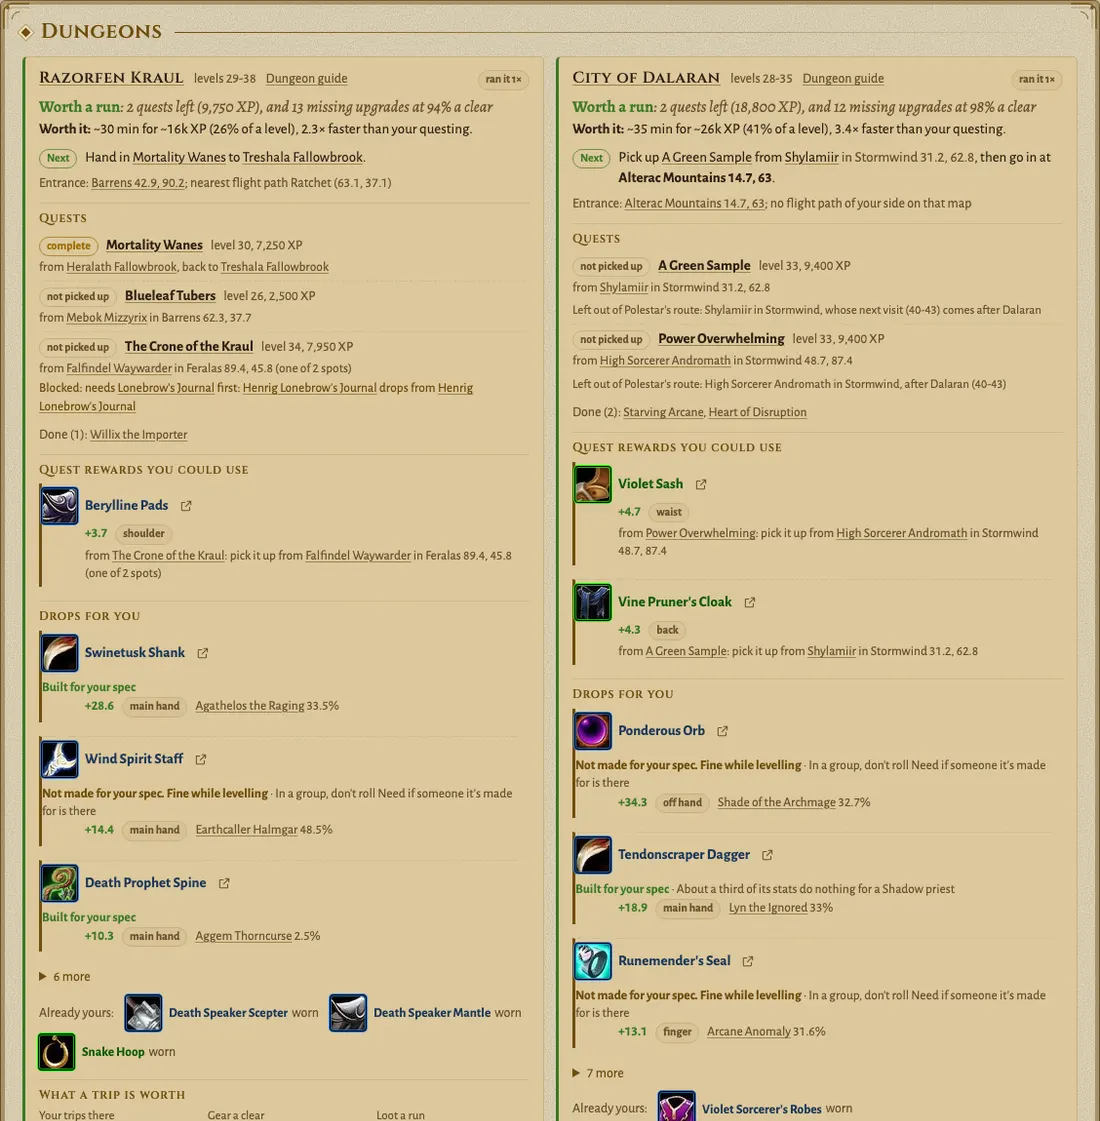 Dungeons
Razorfen Kraul levels 29-38 Dungeon guide ran it 1×
Worth a run: 2 quests left (9,750 XP), and 13 missing upgrades at 94% a clear
Worth it: ~30 min for ~16k XP (26% of a level), 2.3× faster than your questing.
Next Hand in Mortality Wanes to Treshala Fallowbrook.
Entrance: Barrens 42.9, 90.2; nearest flight path Ratchet (63.1, 37.1)
Quests
complete Mortality Wanes level 30, 7,250 XP
from Heralath Fallowbrook, back to Treshala Fallowbrook
not picked up Blueleaf Tubers level 26, 2,500 XP
from Mebok Mizzyrix in Barrens 62.3, 37.7
not picked up The Crone of the Kraul level 34, 7,950 XP
from Falfindel Waywarder in Feralas 89.4, 45.8 (one of 2 spots)
Blocked: needs Lonebrow's Journal first: Henrig Lonebrow's Journal drops from Henrig
Lonebrow's Journal
Done (1): Willix the Importer
Quest rewards you could use
Berylline Pads
+3.7 shoulder
from The Crone of the Kraul: pick it up from Falfindel Waywarder in Feralas 89.4, 45.8
(one of 2 spots)
Drops for you
Swinetusk Shank
Built for your spec
+28.6 main hand Agathelos the Raging 33.5%
Wind Spirit Staff
Not made for your spec. Fine while levelling · In a group, don't roll Need if someone it's made
for is there
+14.4 main hand Earthcaller Halmgar 48.5%
Death Prophet Spine
Built for your spec
+10.3 main hand Aggem Thorncurse 2.5%
6 more
Already yours: Death Speaker Scepter worn Death Speaker Mantle worn
Snake Hoop worn
What a trip is worth
Your trips there Gear a clear Loot a run
City of Dalaran levels 28-35 Dungeon guide ran it 1×
Worth a run: 2 quests left (18,800 XP), and 12 missing upgrades at 98% a clear
Worth it: ~35 min for ~26k XP (41% of a level), 3.4× faster than your questing.
Next Pick up A Green Sample from Shylamiir in Stormwind 31.2, 62.8, then go in at
Alterac Mountains 14.7, 63.
Entrance: Alterac Mountains 14.7, 63; no flight path of your side on that map
Quests
not picked up A Green Sample level 33, 9,400 XP
from Shylamiir in Stormwind 31.2, 62.8
Left out of Polestar's route: Shylamiir in Stormwind, whose next visit (40-43) comes after Dalaran
not picked up Power Overwhelming level 33, 9,400 XP
from High Sorcerer Andromath in Stormwind 48.7, 87.4
Left out of Polestar's route: High Sorcerer Andromath in Stormwind, after Dalaran (40-43)
Done (2): Starving Arcane, Heart of Disruption
Quest rewards you could use
Violet Sash
+4.7 waist
from Power Overwhelming: pick it up from High Sorcerer Andromath in Stormwind
48.7, 87.4
Vine Pruner's Cloak
+4.3 back
from A Green Sample: pick it up from Shylamiir in Stormwind 31.2, 62.8
Drops for you
Ponderous Orb
Not made for your spec. Fine while levelling · In a group, don't roll Need if someone it's made
for is there
+34.3 off hand Shade of the Archmage 32.7%
Tendonscraper Dagger
Built for your spec · About a third of its stats do nothing for a Shadow priest
+18.9 main hand Lyn the Ignored 33%
Runemender's Seal
Not made for your spec. Fine while levelling · In a group, don't roll Need if someone it's made
for is there
+13.1 finger Arcane Anomaly 31.6%
7 more
Already yours: Violet Sorcerer's Robes worn